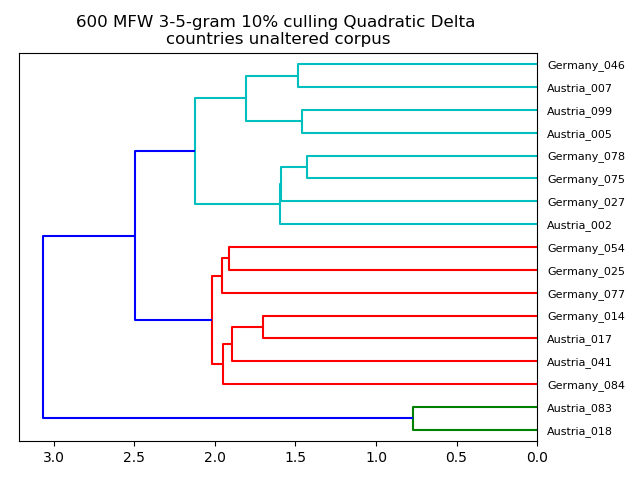 600 MFW 3-5-gram 10% culling Quadratic Delta
countries unaltered corpus
Germany_046
Austria_007
Austria_099
Austria_005
Germany_078
Germany_075
Germany_027
Austria_002
Germany_054
Germany_025
Germany_077
Germany_014
Austria_017
Austria_041
Germany_084
Austria_083
Austria_018
3.0 2.5 2.0 1.5 1.0 0.5 0.0